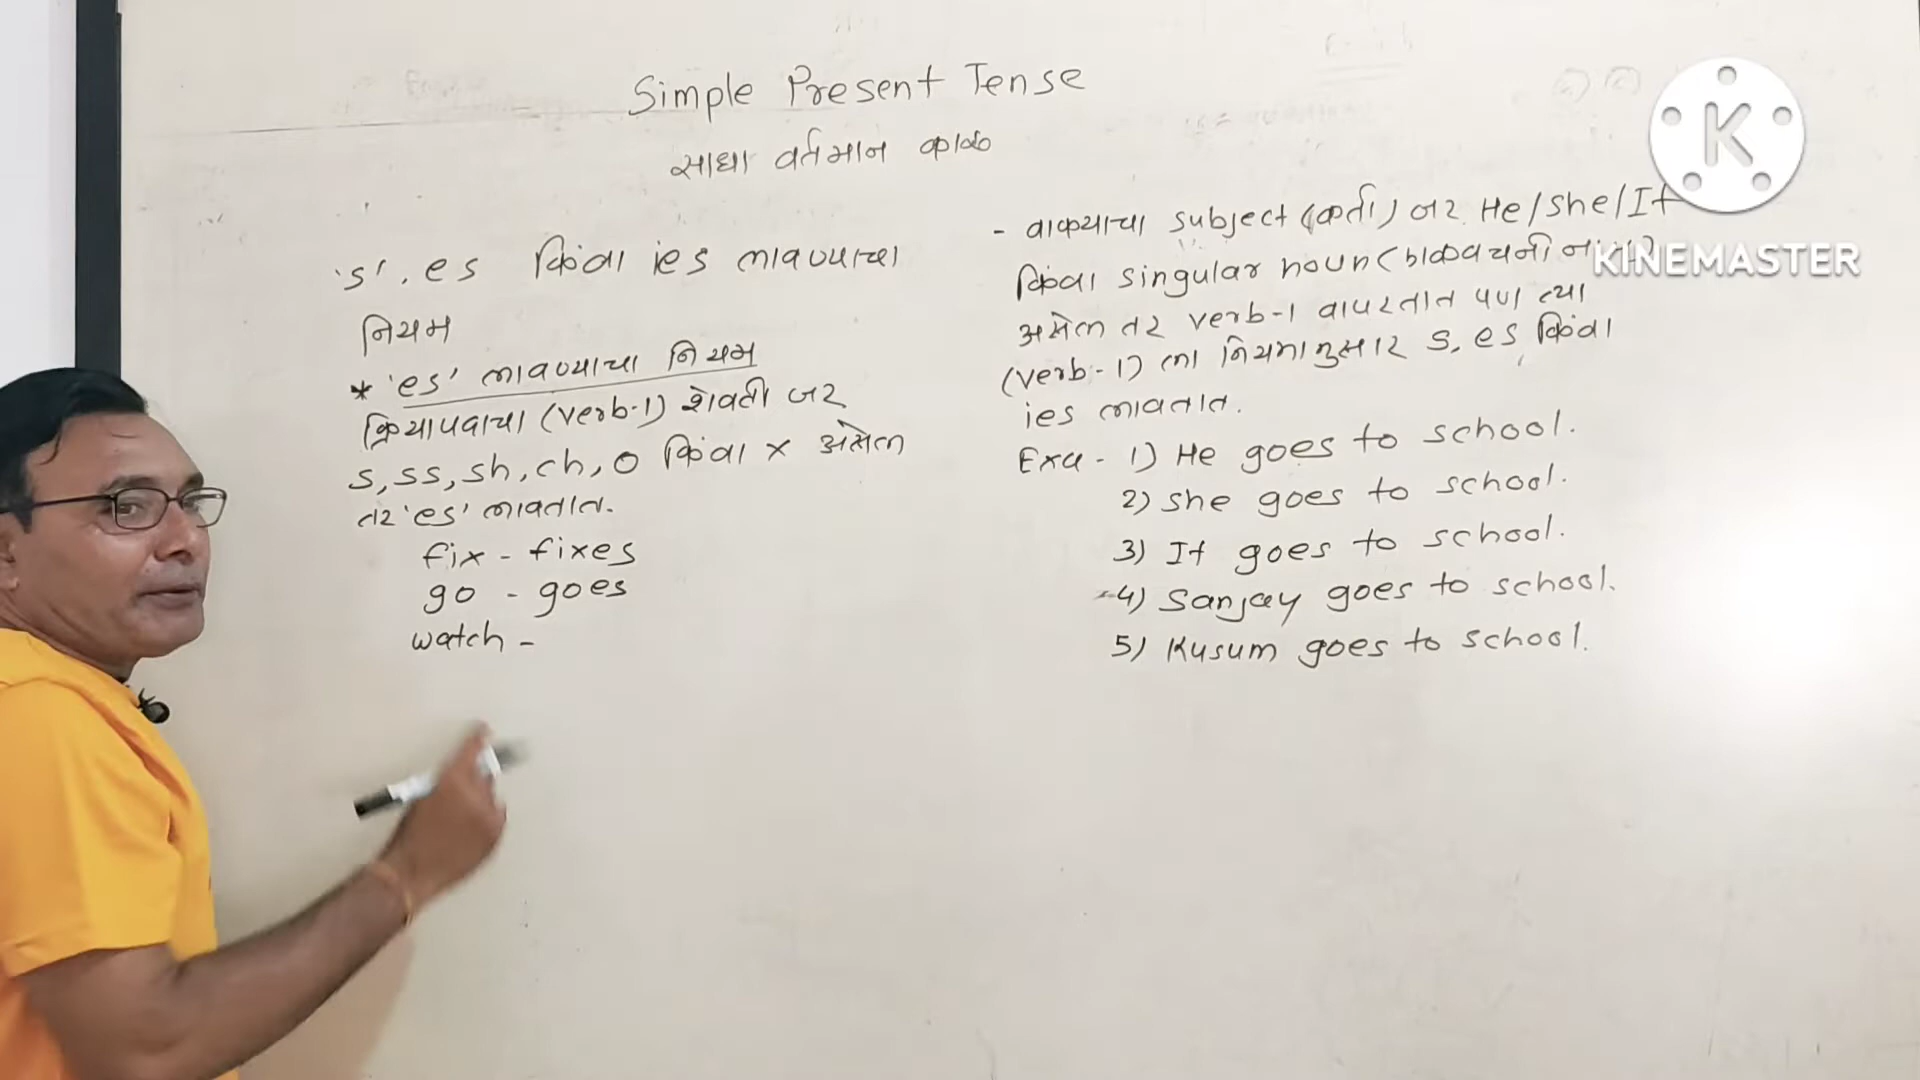 Simple Present Tense
साधा वर्तमान काळ
's', es किंवा ies लावण्याचा
नियम
* 'es' लावण्याचा नियम
क्रियापदाचा (verb-1) शेवटी जर
s, ss, sh, ch, o किंवा x असेल
तर 'es' लावतात.
fix - fixes
go - goes
watch -
- वाक्याचा subject (कर्ता) जर He/She/It
किंवा singular noun (एकवचनी
असेल तर verb-1 वापरतात पण त्या
(verb-1) ला नियमानुसार s, es किंवा
ies लावतात.
Exa - 1) He goes to school.
2) She goes to school.
3) It goes to school.
4) Sanjay goes to school.
5) Kusum goes to school.
K
KINEMASTER